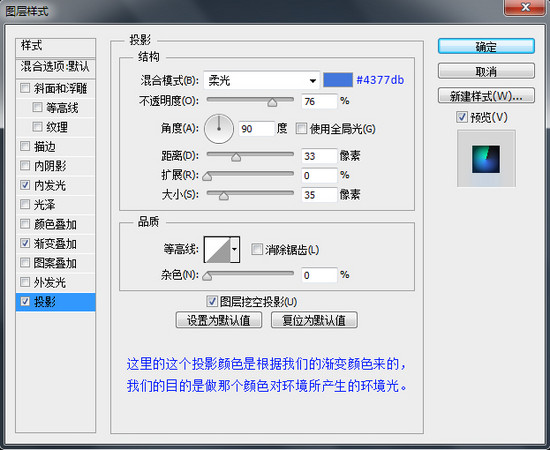 图层样式
样式
混合选项:默认
斜面和浮雕
等高线
纹理
描边
内阴影
内发光
光泽
颜色叠加
渐变叠加
图案叠加
外发光
投影
投影
结构
混合模式(B): 柔光 #4377db
不透明度(O): 76 %
角度(A): 90 度 使用全局光(G)
距离(D): 33 像素
扩展(R): 0 %
大小(S): 35 像素
品质
等高线: 消除锯齿(L)
杂色(N): 0 %
图层挖空投影(U)
设置为默认值 复位为默认值
这里的这个投影颜色是根据我们的渐变颜色来的，
我们的目的是做那个颜色对环境所产生的环境光。
确定
取消
新建样式(W)...
预览(V)